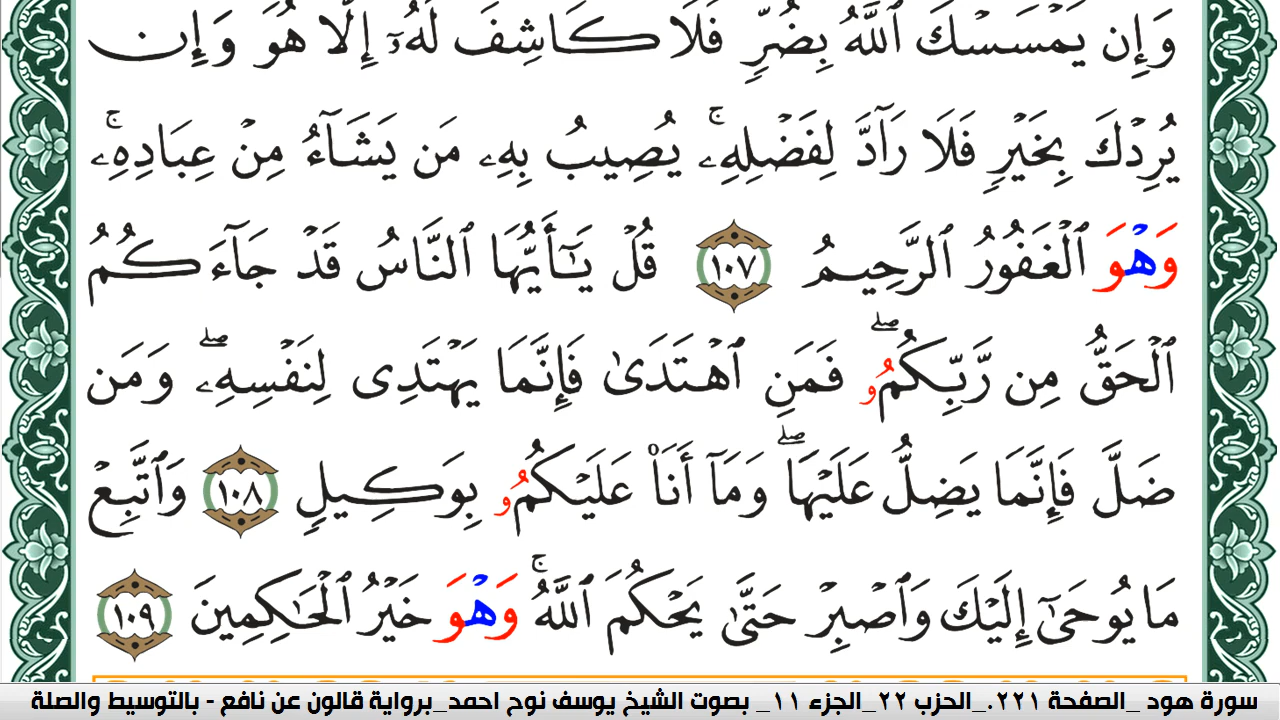 وَإِن يَمْسَسْكَ ٱللَّهُ بِضُرٍّ فَلَا كَاشِفَ لَهُۥٓ إِلَّا هُوَ وَإِن
يُرِدْكَ بِخَيْرٍ فَلَا رَآدَّ لِفَضْلِهِۦۚ يُصِيبُ بِهِۦ مَن يَشَآءُ مِنْ عِبَادِهِۦۚ
وَهْوَ ٱلْغَفُورُ ٱلرَّحِيمُ ١٠٧ قُلْ يَـٰٓأَيُّهَا ٱلنَّاسُ قَدْ جَآءَكُمُ
ٱلْحَقُّ مِن رَّبِّكُمُوۖ فَمَنِ ٱهْتَدَىٰ فَإِنَّمَا يَهْتَدِى لِنَفْسِهِۦۖ وَمَن
ضَلَّ فَإِنَّمَا يَضِلُّ عَلَيْهَاۖ وَمَآ أَنَا۠ عَلَيْكُمُو بِوَكِيلٍ ١٠٨ وَٱتَّبِعْ
مَا يُوحَىٰٓ إِلَيْكَ وَٱصْبِرْ حَتَّىٰ يَحْكُمَ ٱللَّهُۚ وَهْوَ خَيْرُ ٱلْحَـٰكِمِينَ ١٠٩
سورة هود _الصفحة ٢٢١._الحزب ٢٢_الجزء ١١_ بصوت الشيخ يوسف نوح احمد_برواية قالون عن نافع - بالتوسيط والصلة